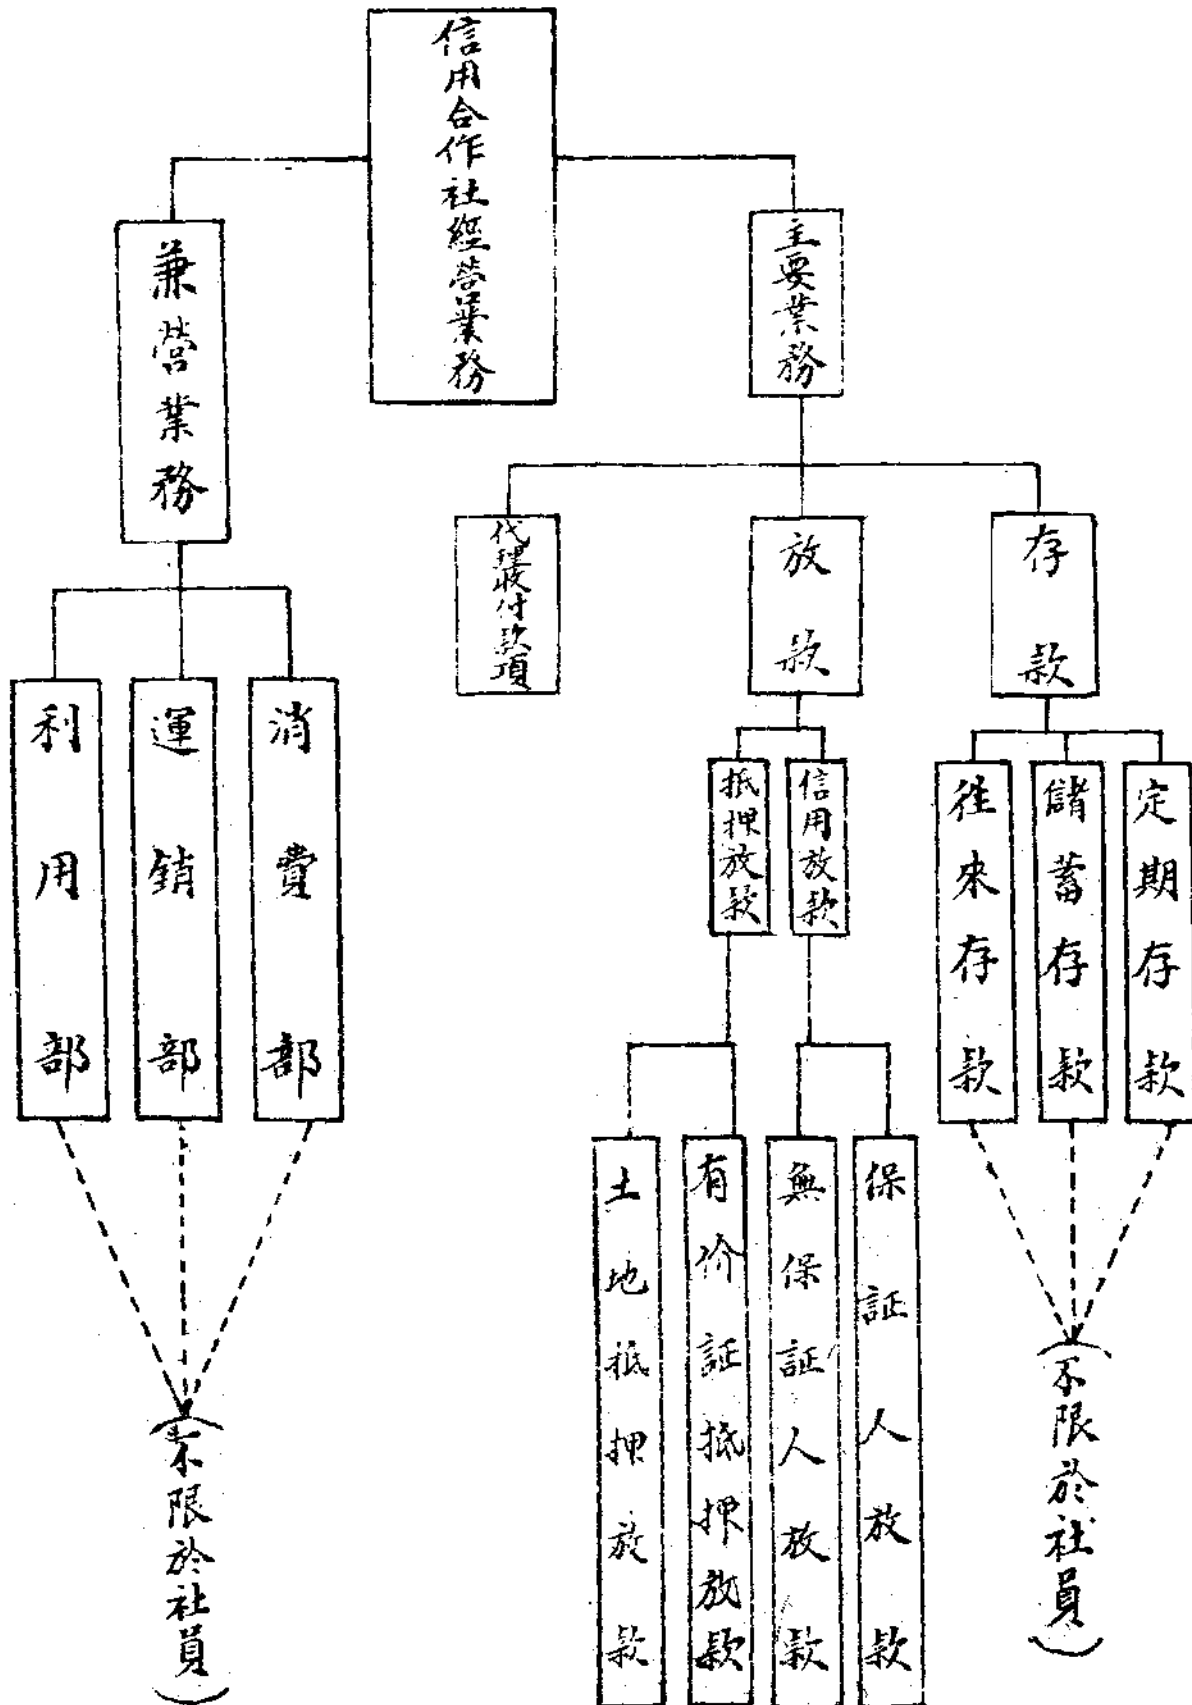 信用合作社經營業務
主要業務
兼營業務
存款
放款
代理收付款項
定期存款
儲蓄存款
往來存款
信用放款
抵押放款
保証人放款
無保証人放款
有价証抵押放款
土地抵押放款
(不限於社員)
消費部
運銷部
利用部
(不限於社員)